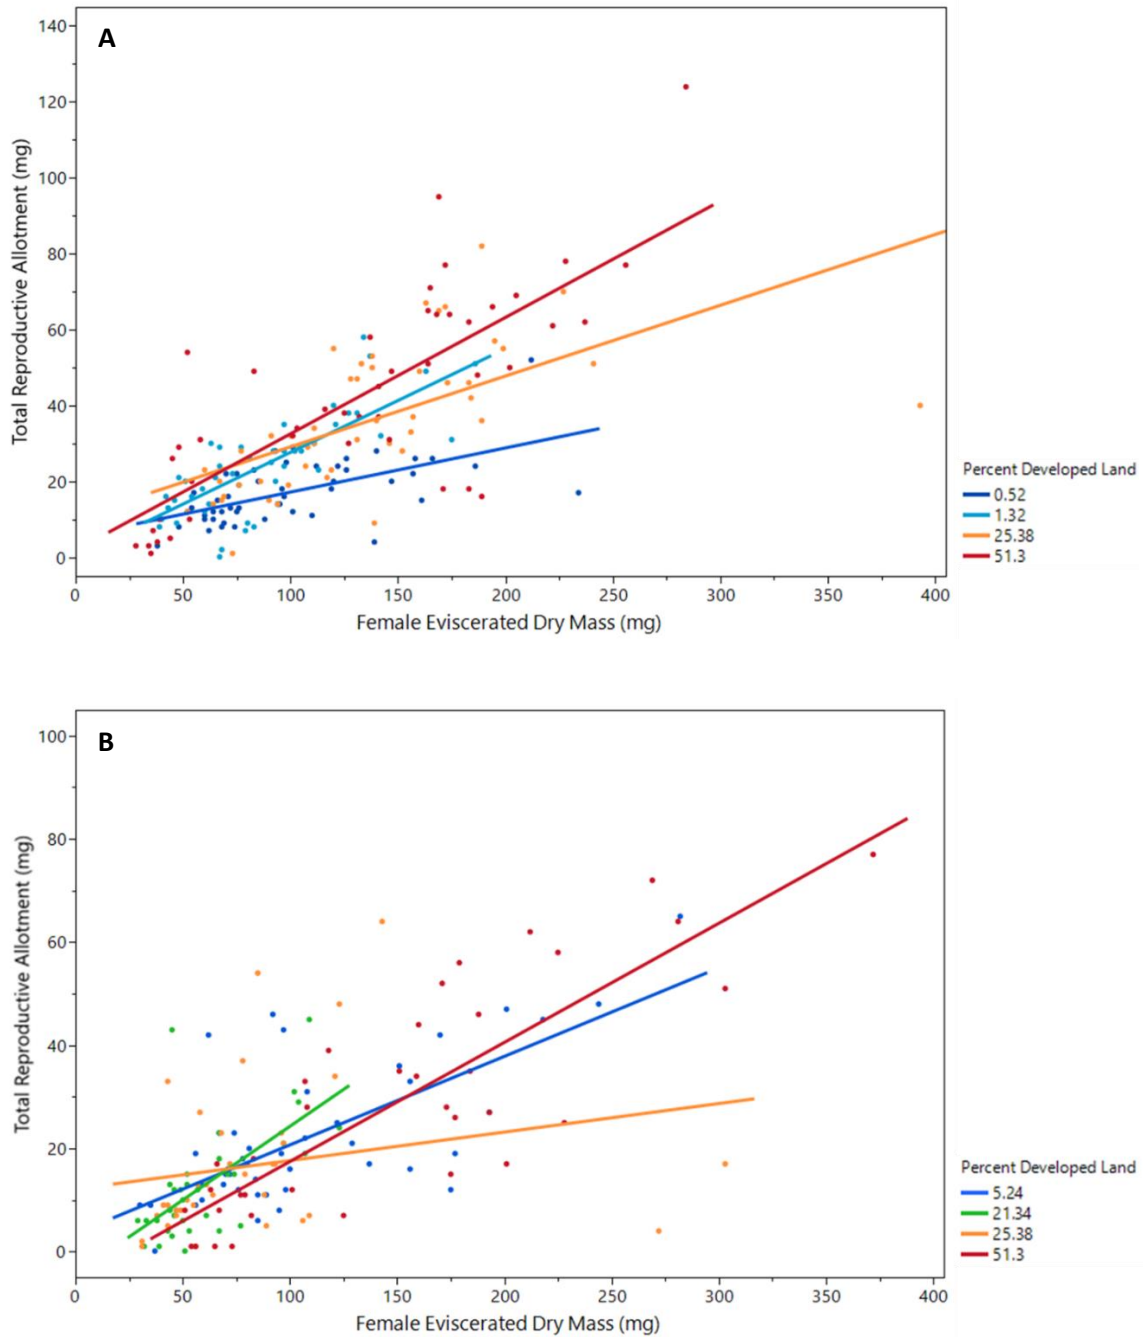 A
140
120
100
80
60
40
20
0
Total Reproductive Allotment (mg)
0 50 100 150 200 250 300 350 400
Female Eviscerated Dry Mass (mg)
Percent Developed Land
0.52
1.32
25.38
51.3
B
100
80
60
40
20
0
Total Reproductive Allotment (mg)
0 50 100 150 200 250 300 350 400
Female Eviscerated Dry Mass (mg)
Percent Developed Land
5.24
21.34
25.38
51.3